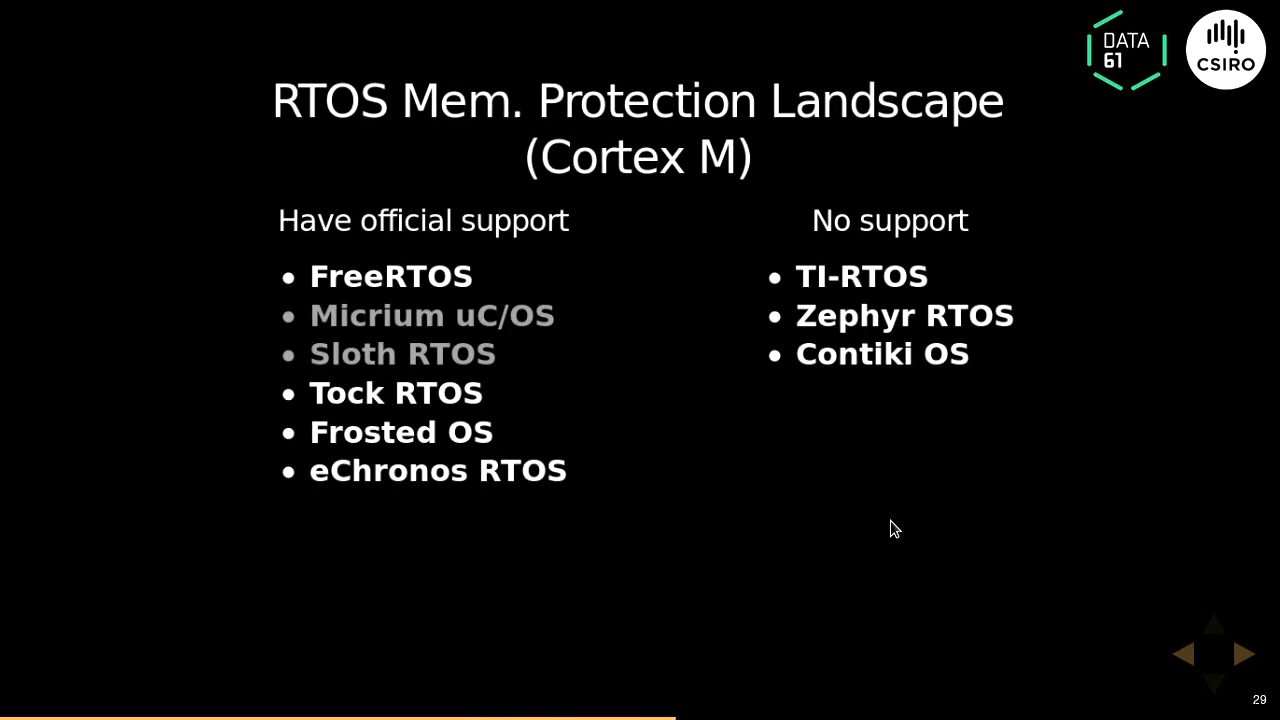 DATA
61
CSIRO
RTOS Mem. Protection Landscape
(Cortex M)
Have official support
• FreeRTOS
• Micrium uC/OS
• Sloth RTOS
• Tock RTOS
• Frosted OS
• eChronos RTOS
No support
• TI-RTOS
• Zephyr RTOS
• Contiki OS
29